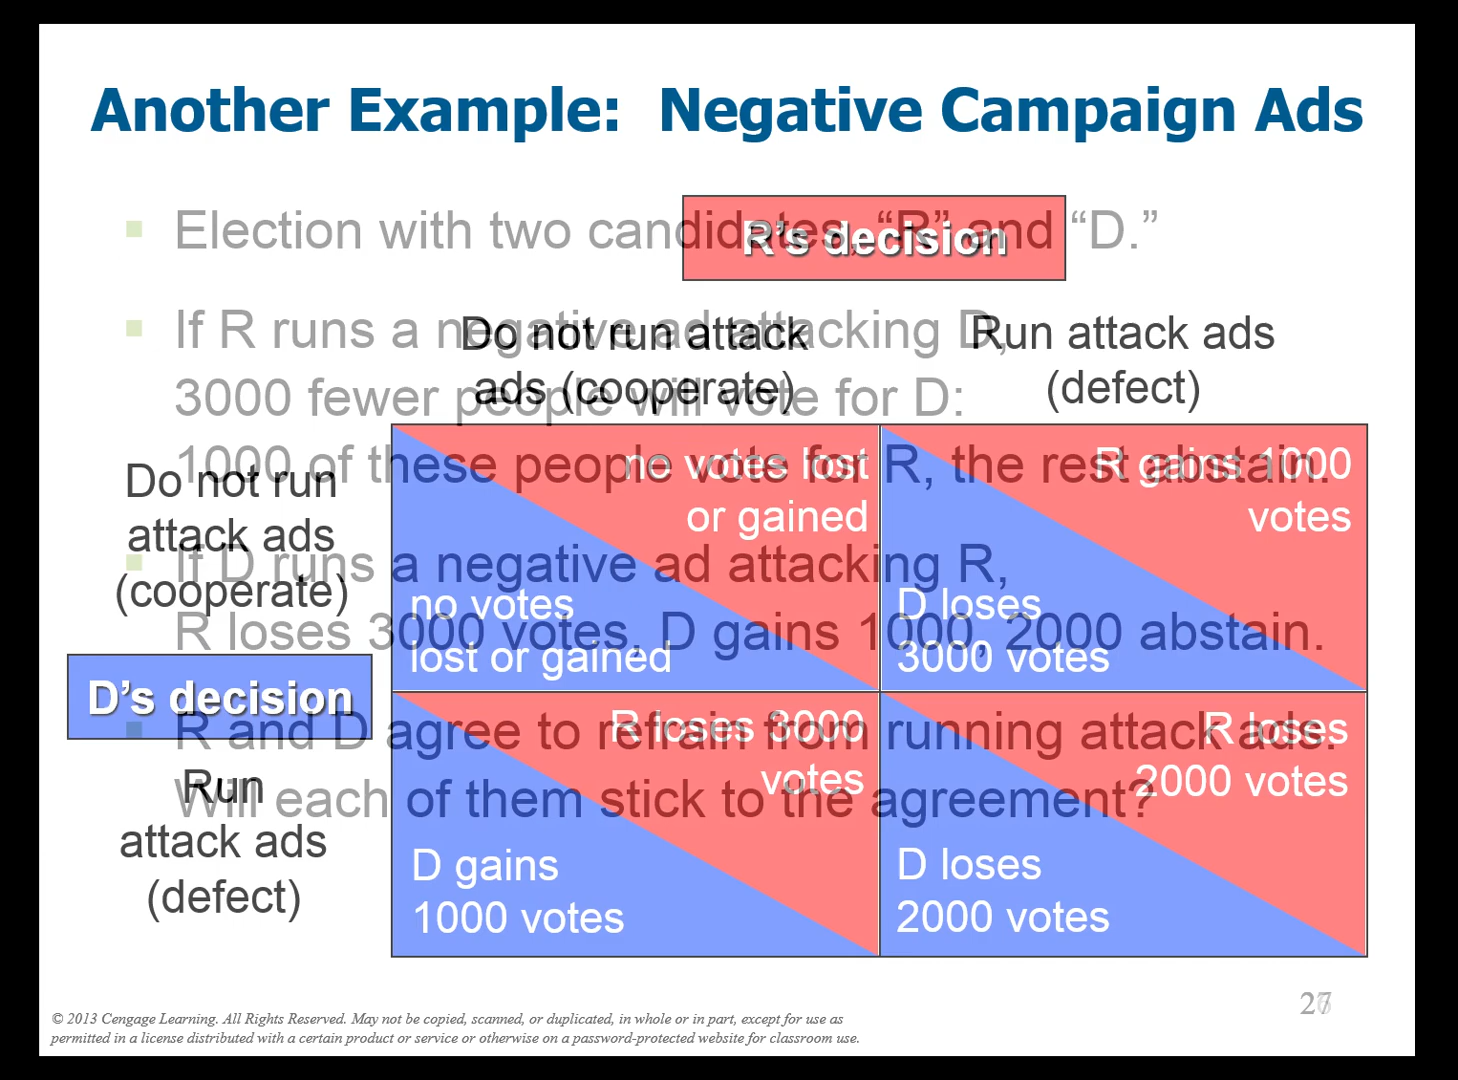 Another Example: Negative Campaign Ads
Election with two candidates, “R” and “D.”
If R runs a negative ad attacking D,
3000 fewer people will vote for D:
1000 of these people vote for R, the rest abstain.
If D runs a negative ad attacking R,
R loses 3000 votes, D gains 1000, 2000 abstain.
R and D agree to refrain from running attack ads.
Will each of them stick to the agreement?
R’s decision
Do not run attack
ads (cooperate)
Run attack ads
(defect)
Do not run
attack ads
(cooperate)
no votes lost
or gained
no votes
lost or gained
R gains 1000
votes
D loses
3000 votes
D’s decision
Run
attack ads
(defect)
R loses 3000
votes
D gains
1000 votes
R loses
2000 votes
D loses
2000 votes
© 2013 Cengage Learning. All Rights Reserved. May not be copied, scanned, or duplicated, in whole or in part, except for use as
permitted in a license distributed with a certain product or service or otherwise on a password-protected website for classroom use.